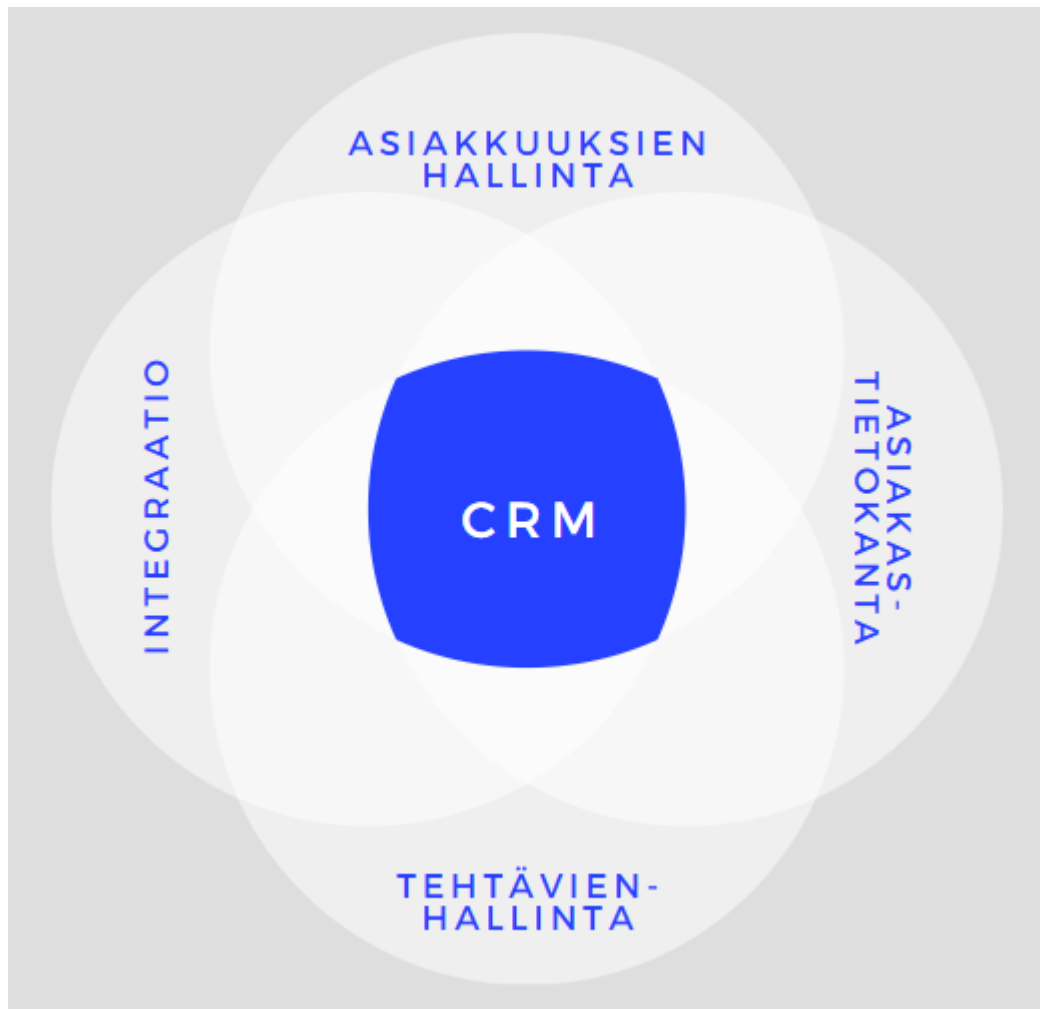 ASIAKKUUKSIEN
HALLINTA
INTEGRAATIO
CRM
ASIAKAS-
TIETOKANTA
TEHTÄVIEN-
HALLINTA